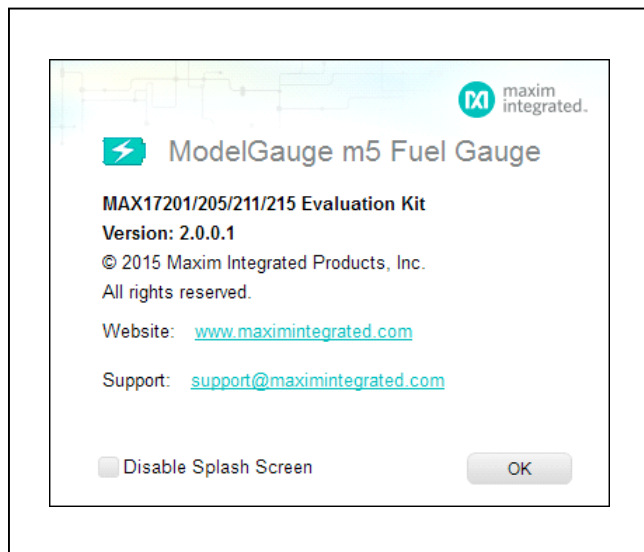 maxim
integrated™
ModelGauge m5 Fuel Gauge
MAX17201/205/211/215 Evaluation Kit
Version: 2.0.0.1
© 2015 Maxim Integrated Products, Inc.
All rights reserved.
Website: www.maximintegrated.com
Support: support@maximintegrated.com
Disable Splash Screen
OK